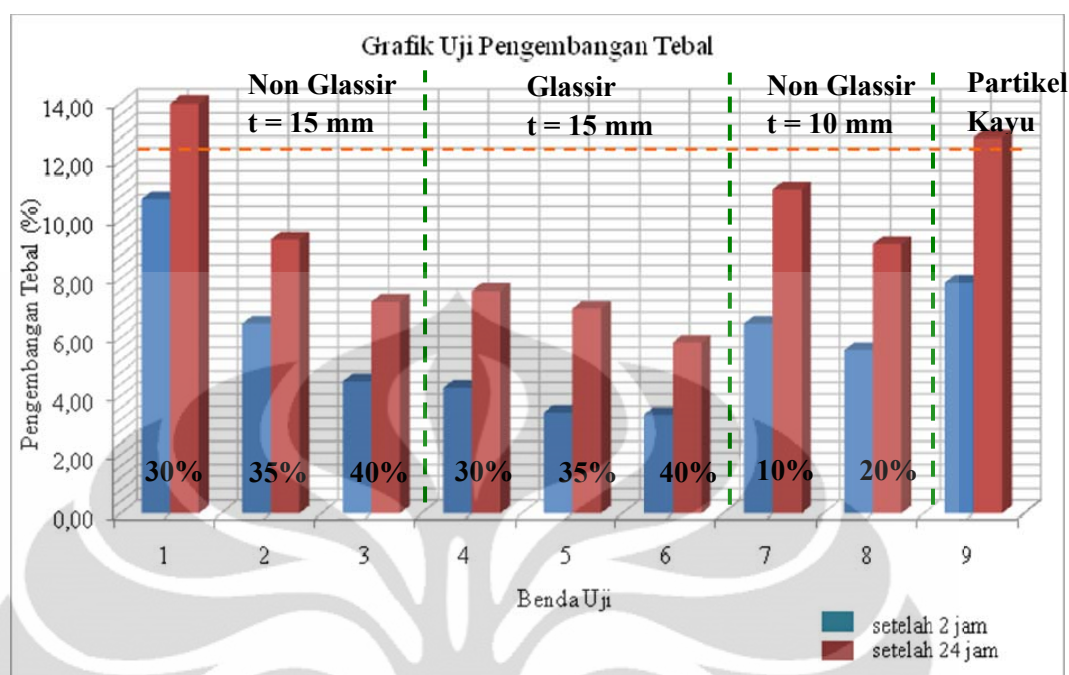 Grafik Uji Pengembangan Tebal
Non Glassir
t = 15 mm
Glassir
t = 15 mm
Non Glassir
t = 10 mm
Partikel
Kayu
Pengembangan Tebal (%)
14,00
12,00
10,00
8,00
6,00
4,00
2,00
0,00
30% 35% 40% 30% 35% 40% 10% 20%
1 2 3 4 5 6 7 8 9
Benda Uji
setelah 2 jam
setelah 24 jam